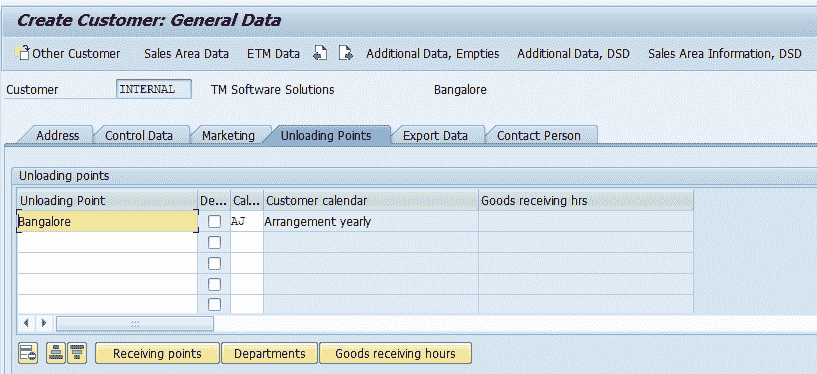 Create Customer: General Data
Other Customer Sales Area Data ETM Data Additional Data, Empties Additional Data, DSD Sales Area Information, DSD
Customer INTERNAL TM Software Solutions Bangalore
Address Control Data Marketing Unloading Points Export Data Contact Person
Unloading points
Unloading Point De... Cal... Customer calendar Goods receiving hrs
Bangalore AJ Arrangement yearly
Receiving points Departments Goods receiving hours